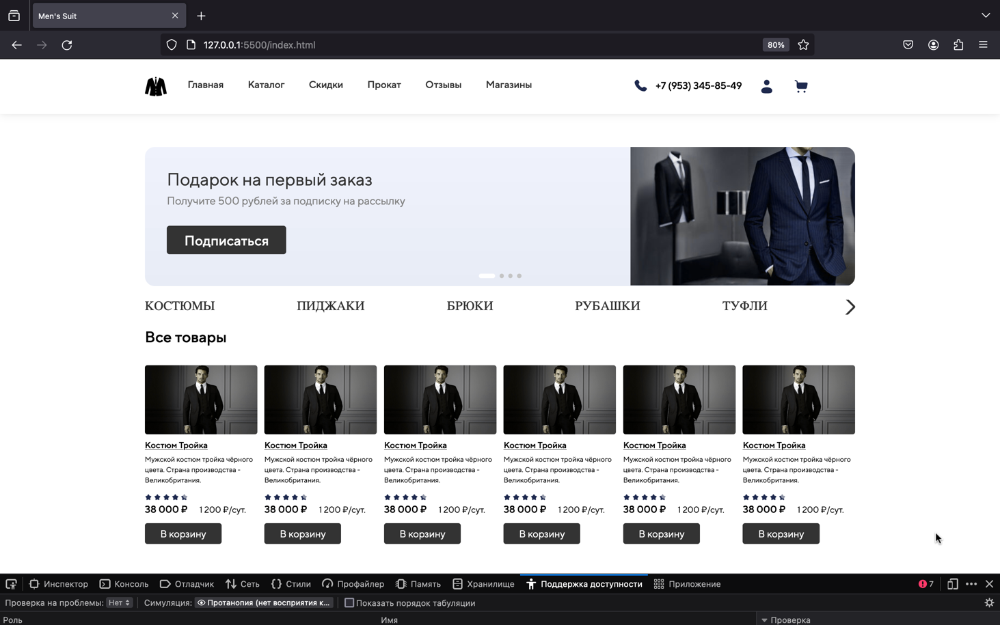 Men's Suit
127.0.0.1:5500/index.html
80%
Главная Каталог Скидки Прокат Отзывы Магазины +7 (953) 345-85-49
Подарок на первый заказ
Получите 500 рублей за подписку на рассылку
Подписаться
КОСТЮМЫ ПИДЖАКИ БРЮКИ РУБАШКИ ТУФЛИ
Все товары
Костюм Тройка Костюм Тройка Костюм Тройка Костюм Тройка Костюм Тройка Костюм Тройка
Мужской костюм тройка чёрного Мужской костюм тройка чёрного Мужской костюм тройка чёрного Мужской костюм тройка чёрного Мужской костюм тройка чёрного Мужской костюм тройка чёрного
цвета. Страна производства - цвета. Страна производства - цвета. Страна производства - цвета. Страна производства - цвета. Страна производства - цвета. Страна производства -
Великобритания. Великобритания. Великобритания. Великобритания. Великобритания. Великобритания.
38 000 ₽ 1 200 ₽/сут. 38 000 ₽ 1 200 ₽/сут. 38 000 ₽ 1 200 ₽/сут. 38 000 ₽ 1 200 ₽/сут. 38 000 ₽ 1 200 ₽/сут. 38 000 ₽ 1 200 ₽/сут.
В корзину В корзину В корзину В корзину В корзину В корзину
Инспектор Консоль Отладчик Сеть Стили Профайлер Память Хранилище Поддержка доступности Приложение 7
Проверка на проблемы: Нет Симуляция: Протанопия (нет восприятия к... Показать порядок табуляции
Роль Имя Проверка